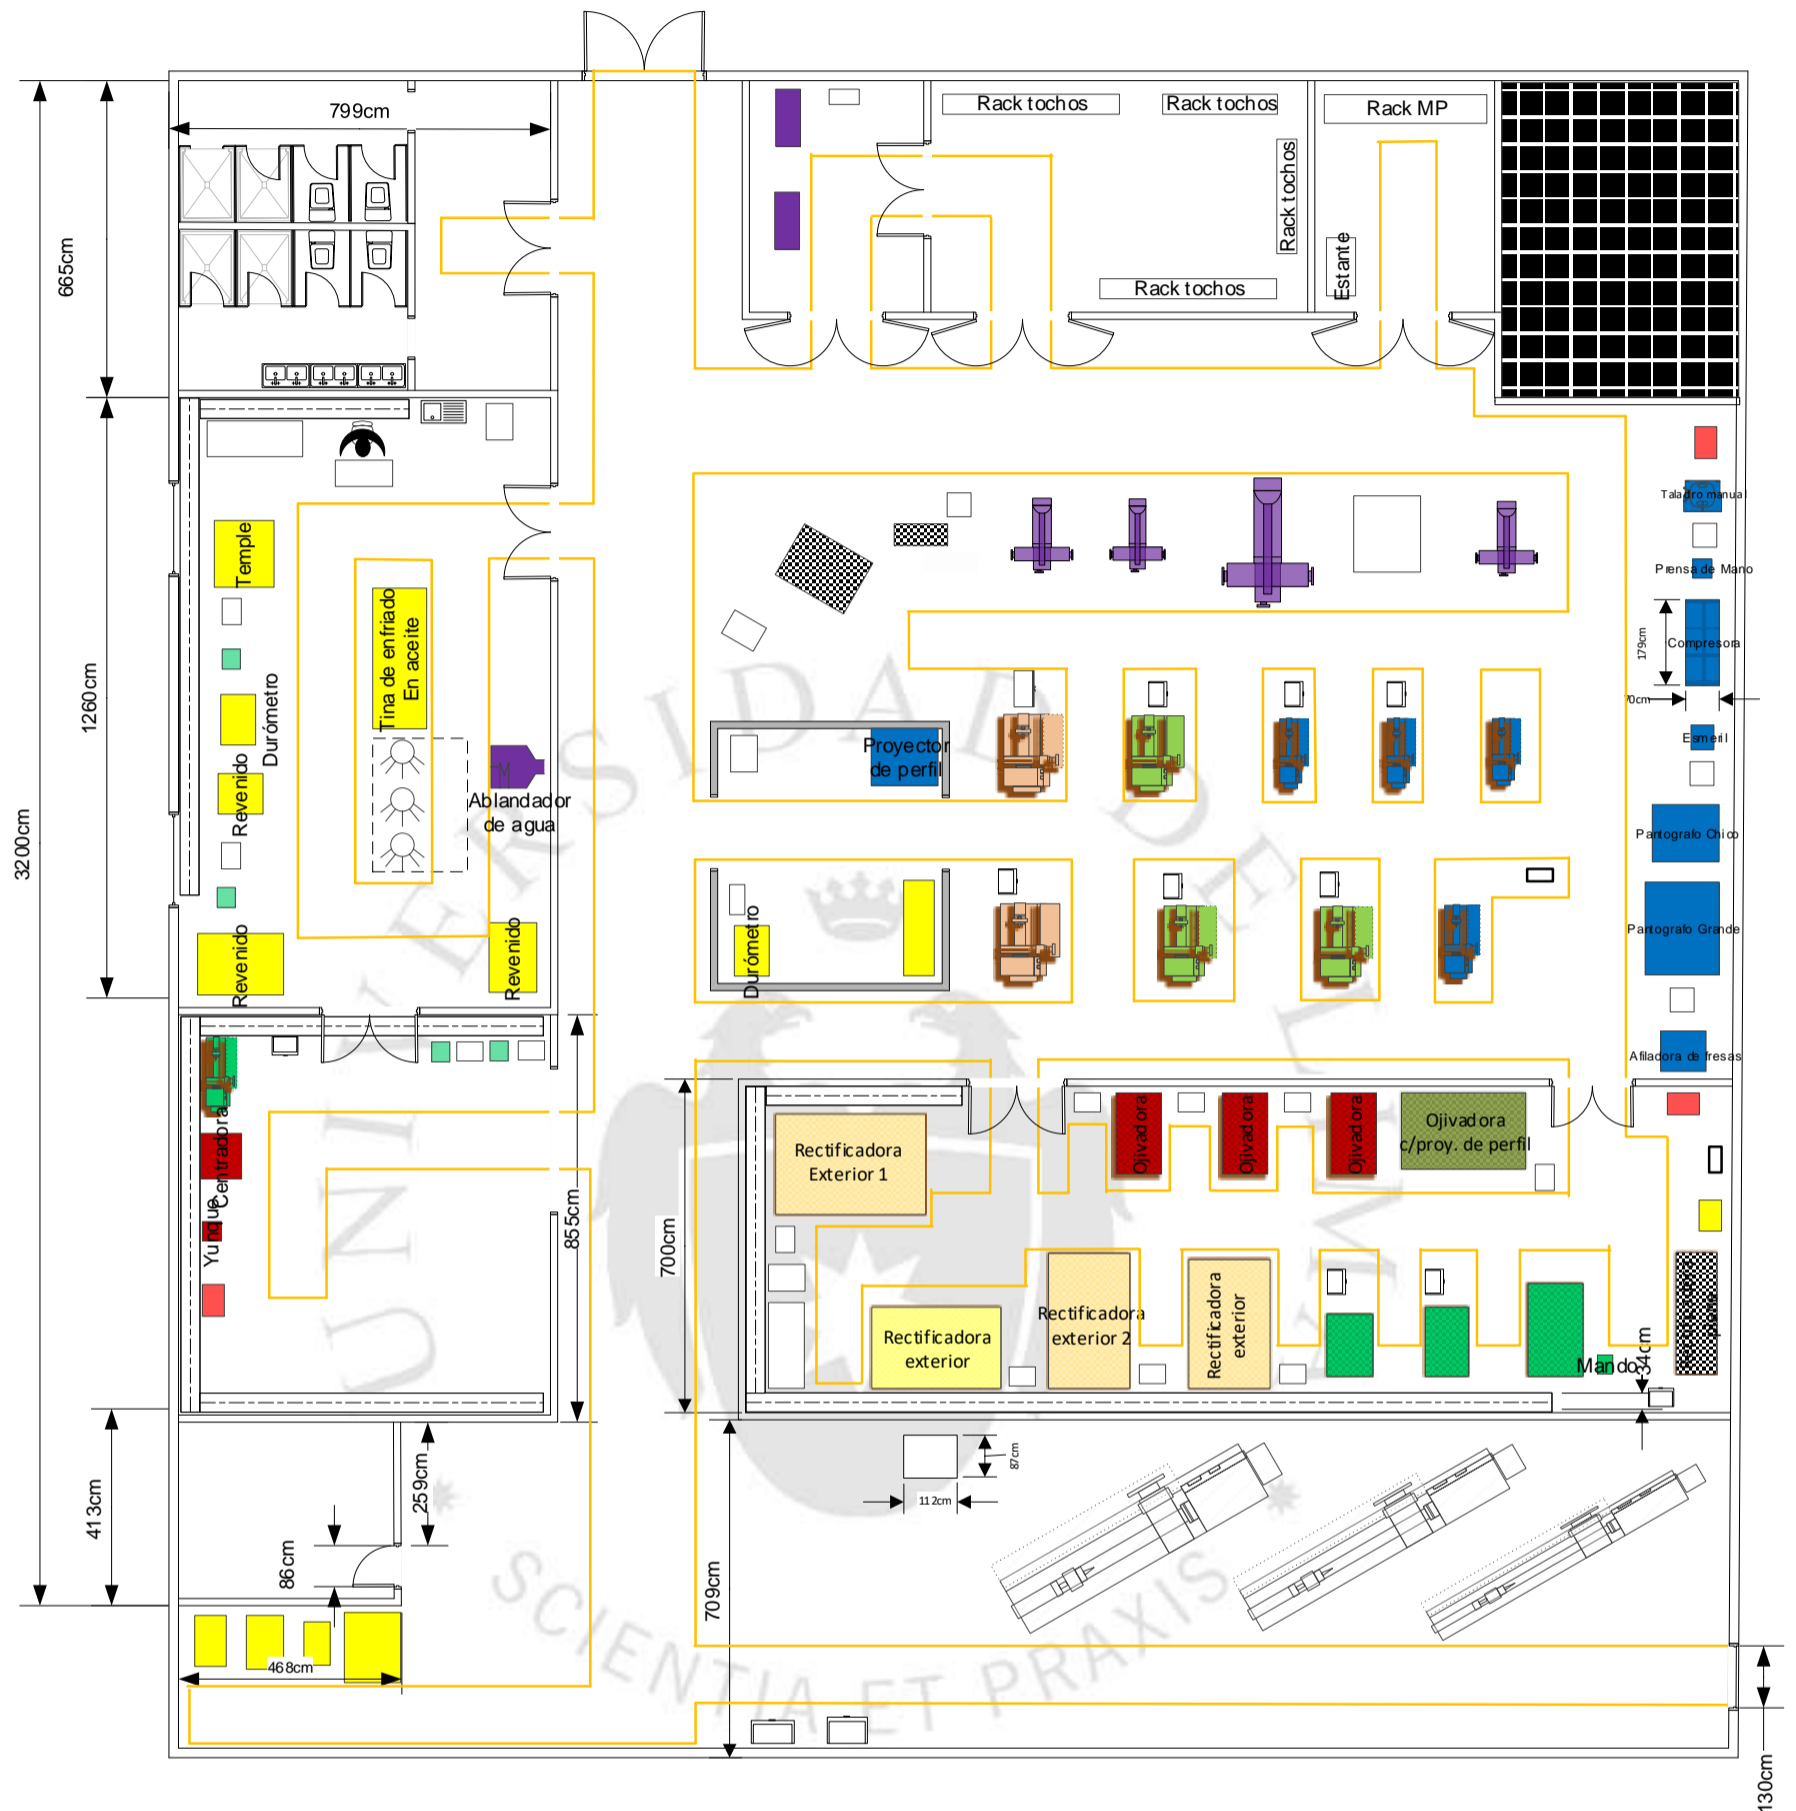 799cm
Rack tochos
Rack tochos
Rack MP
Rack tochos
Estante
Rack tochos
665cm
Taladro manual
Prensa de Mano
179cm
Compresora
70cm
Esmeril
Pantografo Chico
Pantografo Grande
Afiladora de fresas
Temple
Tina de enfriado
En aceite
Durómetro
Revenido
Ablandador
de agua
Revenido
Revenido
1260cm
3200cm
Proyector
de perfil
Durómetro
Centradora
Yunque
855cm
700cm
Rectificadora
Exterior 1
Ojivadora
Ojivadora
Ojivadora
Ojivadora
c/proy. de perfil
Rectificadora
exterior
Rectificadora
exterior 2
Rectificadora
exterior
Mando
34cm
413cm
259cm
86cm
468cm
709cm
87cm
112cm
130cm
UNIVERSIDAD DE LIMA
SCIENTIA ET PRAXIS